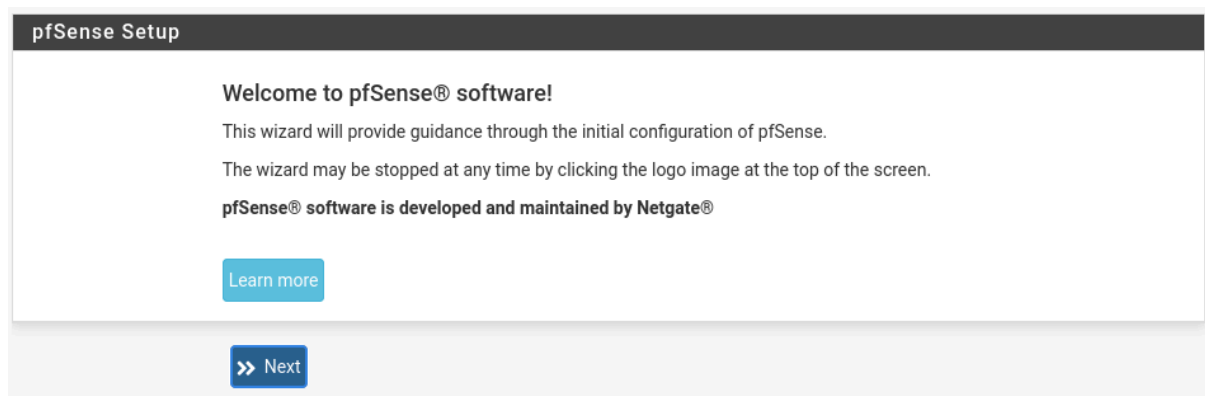 pfSense Setup
Welcome to pfSense® software!
This wizard will provide guidance through the initial configuration of pfSense.
The wizard may be stopped at any time by clicking the logo image at the top of the screen.
pfSense® software is developed and maintained by Netgate®
Learn more
Next